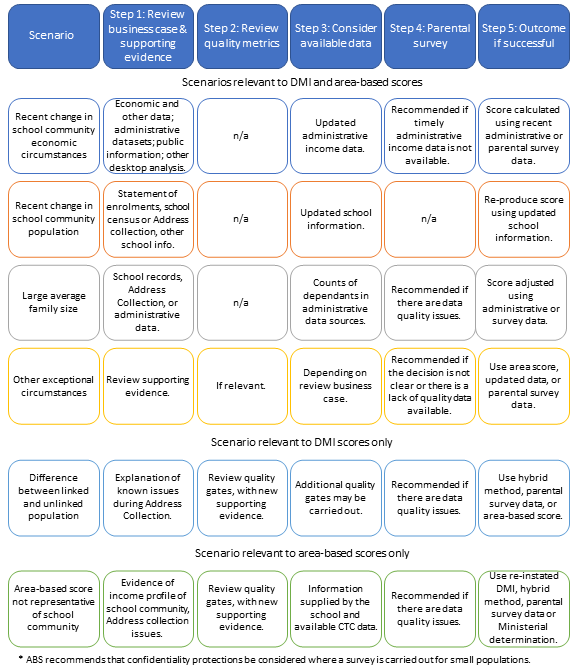 Scenario
Step 1: Review
business case &
supporting
evidence
Step 2: Review
quality metrics
Step 3: Consider
available data
Step 4: Parental
survey
Step 5: Outcome
if successful
Scenarios relevant to DMI and area-based scores
Recent change in
school community
economic
circumstances
Economic and
other data;
administrative
datasets; public
information; other
desktop analysis.
n/a
Updated
administrative
income data.
Recommended if
timely
administrative
income data is not
available.
Score calculated
using recent
administrative or
parental survey
data.
Recent change in
school community
population
Statement of
enrolments, school
census or Address
collection, other
school info.
n/a
Updated school
information.
n/a
Re-produce score
using updated
school
information.
Large average
family size
School records,
Address
Collection, or
administrative
data.
n/a
Counts of
dependants in
administrative
data sources.
Recommended if
there are data
quality issues.
Score adjusted
using
administrative or
survey data.
Other exceptional
circumstances
Review supporting
evidence.
If relevant.
Depending on
review business
case.
Recommended if
the decision is not
clear or there is a
lack of quality data
available.
Use area score,
updated data, or
parental survey
data.
Scenario relevant to DMI scores only
Difference
between linked
and unlinked
population
Explanation of
known issues
during Address
Collection.
Review quality
gates, with new
supporting
evidence.
Additional quality
gates may be
carried out.
Recommended if
there are data
quality issues.
Use hybrid
method, parental
survey data, or
area-based score.
Scenario relevant to area-based scores only
Area-based score
not representative
of school
community
Evidence of
income profile of
school community,
Address collection
issues.
Review quality
gates, with new
supporting
evidence.
Information
supplied by the
school and
available CTC data.
Recommended if
there are data
quality issues.
Use re-instated
DMI, hybrid
method, parental
survey data or
Ministerial
determination.
* ABS recommends that confidentiality protections be considered where a survey is carried out for small populations.